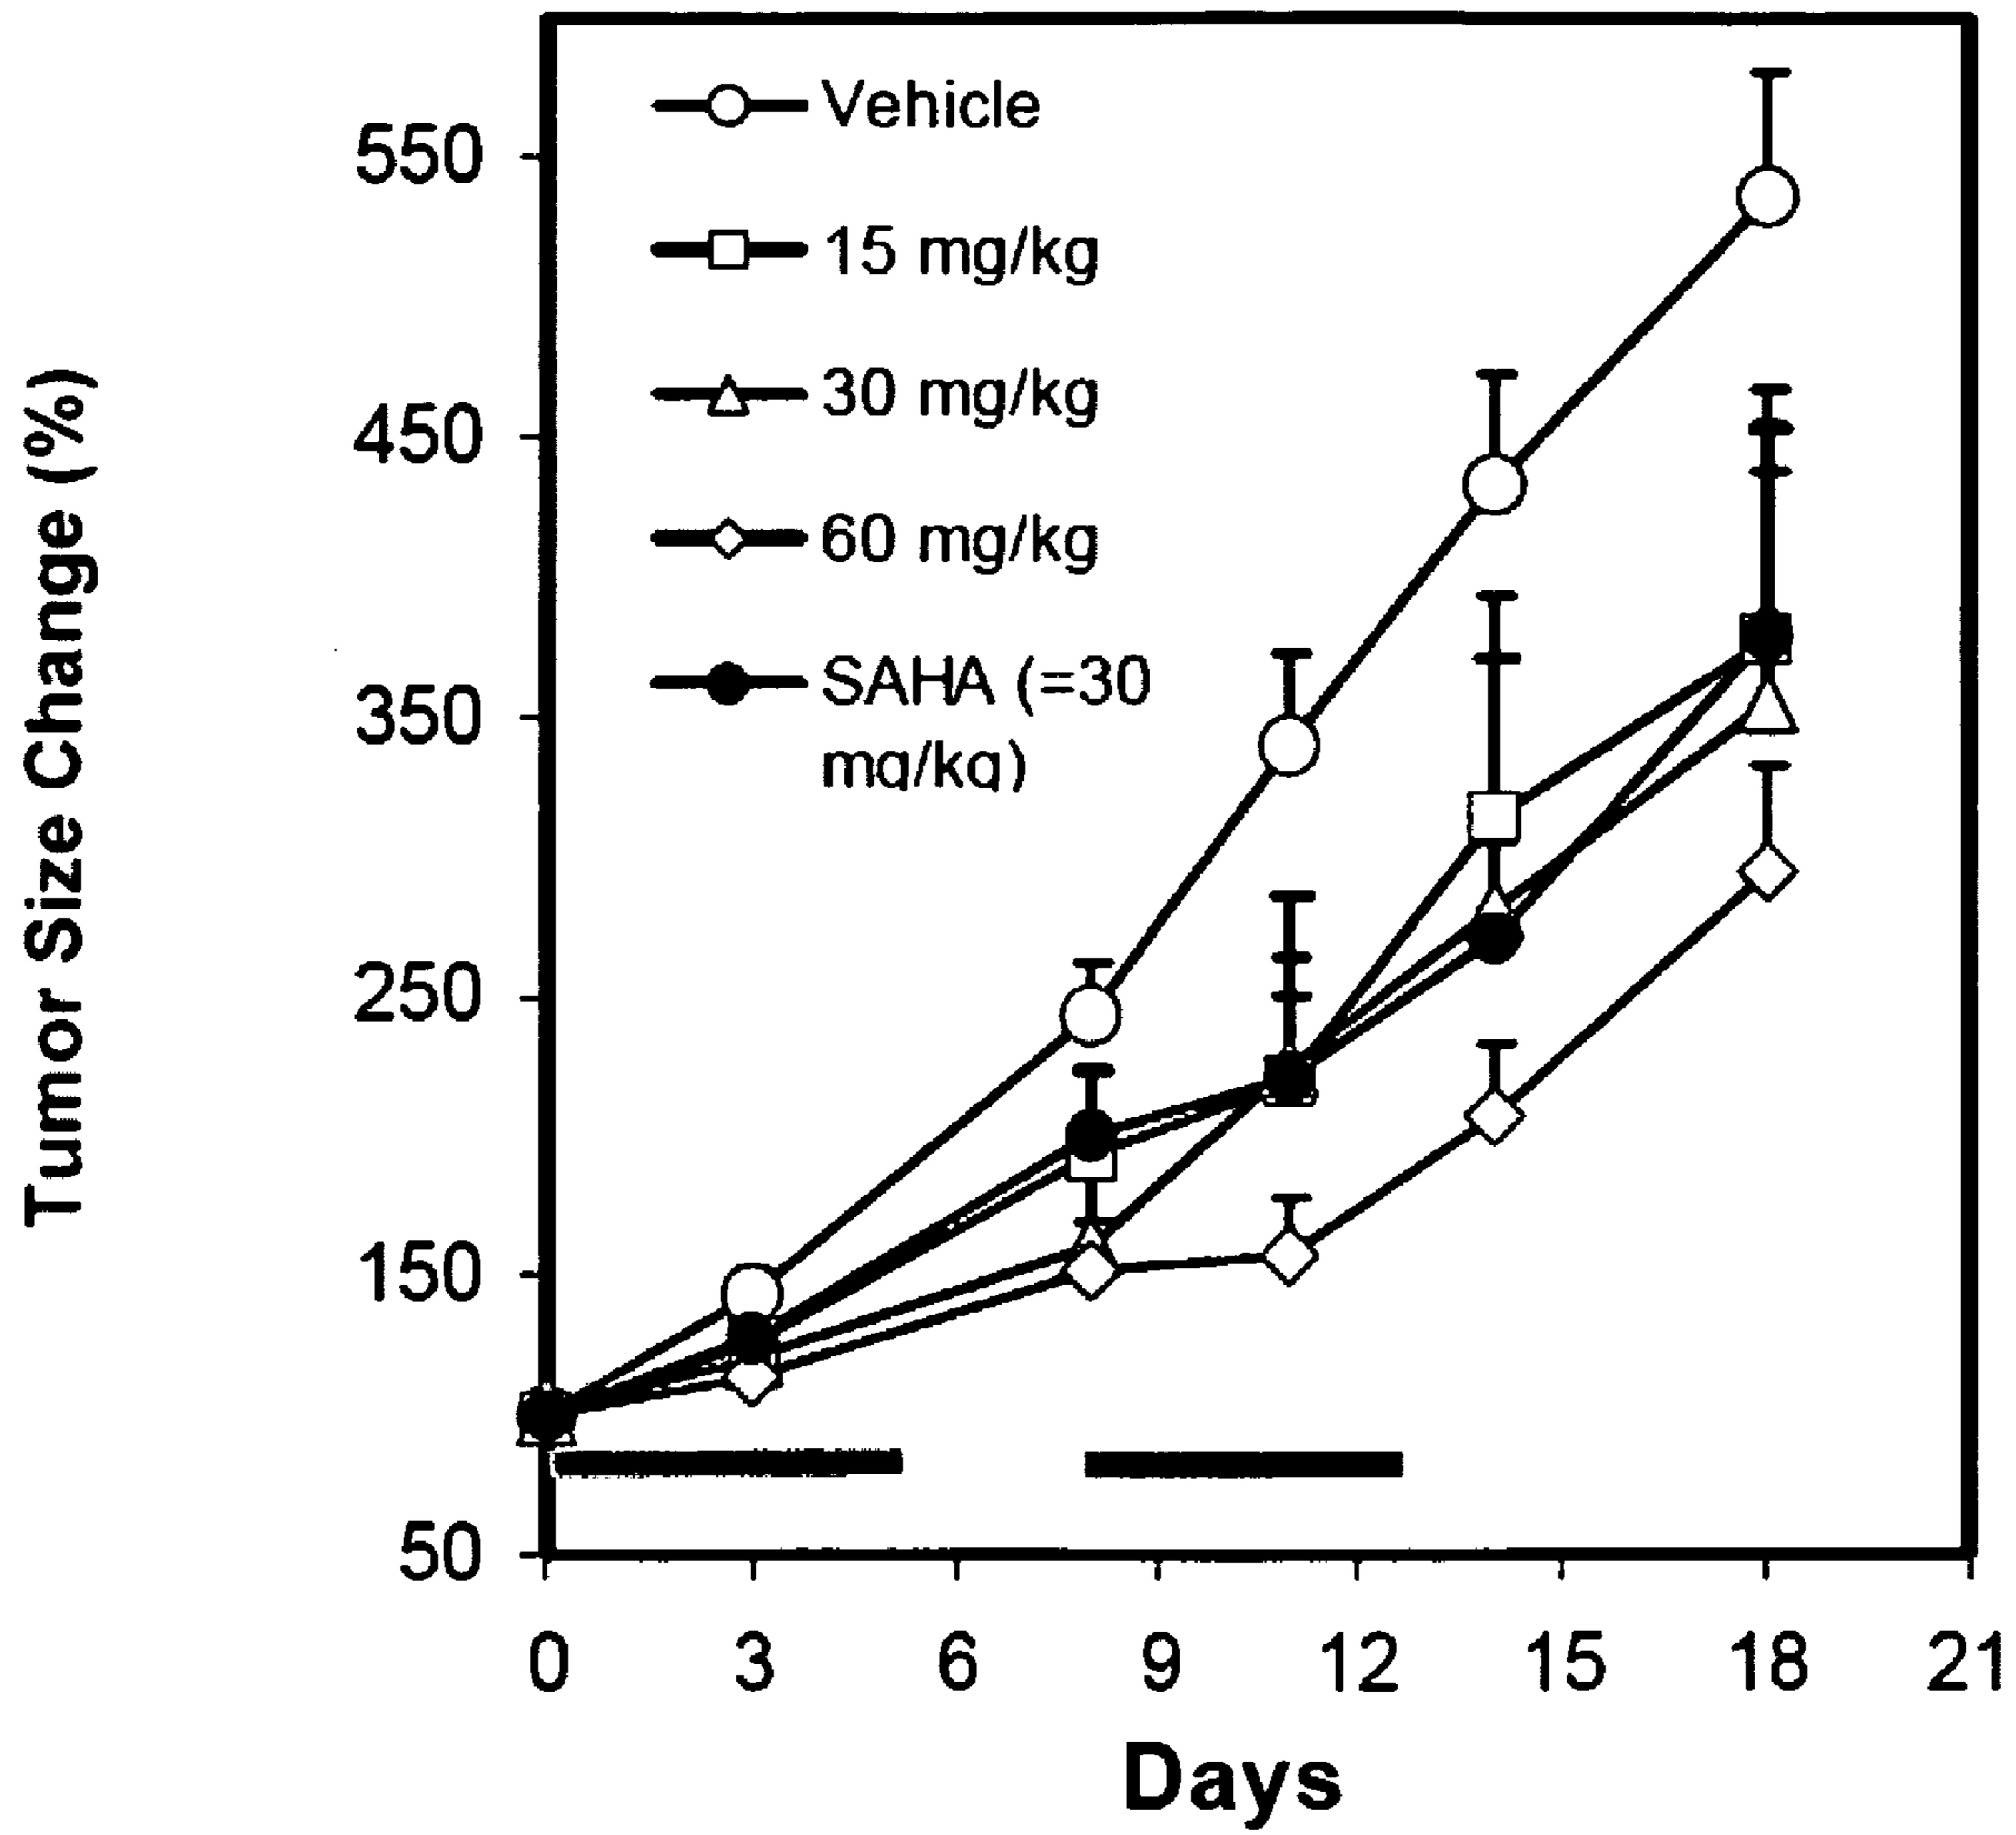 Vehicle
15 mg/kg
30 mg/kg
60 mg/kg
SAHA (=30
mg/kg)
550
450
350
250
150
50
Tumor Size Change (%)
0 3 6 9 12 15 18 21
Days